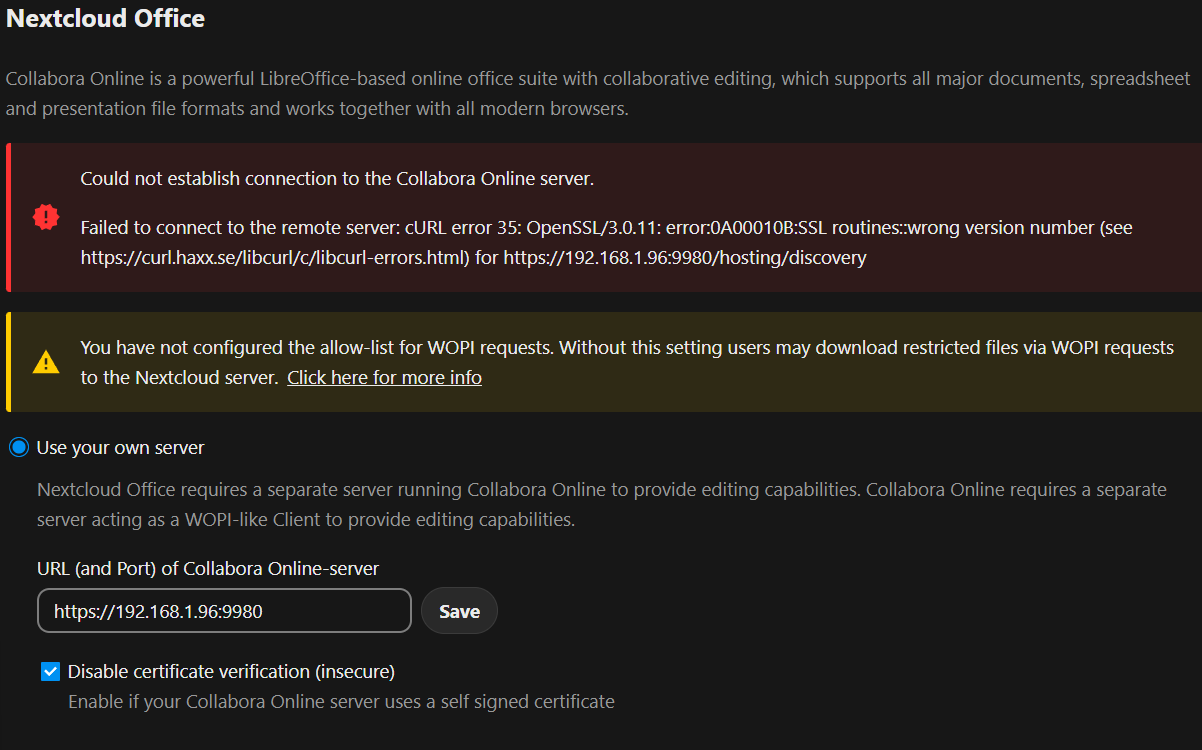 Nextcloud Office
Collabora Online is a powerful LibreOffice-based online office suite with collaborative editing, which supports all major documents, spreadsheet
and presentation file formats and works together with all modern browsers.
Could not establish connection to the Collabora Online server.
Failed to connect to the remote server: cURL error 35: OpenSSL/3.0.11: error:0A00010B:SSL routines::wrong version number (see
https://curl.haxx.se/libcurl/c/libcurl-errors.html) for https://192.168.1.96:9980/hosting/discovery
You have not configured the allow-list for WOPI requests. Without this setting users may download restricted files via WOPI requests
to the Nextcloud server. Click here for more info
Use your own server
Nextcloud Office requires a separate server running Collabora Online to provide editing capabilities. Collabora Online requires a separate
server acting as a WOPI-like Client to provide editing capabilities.
URL (and Port) of Collabora Online-server
https://192.168.1.96:9980 Save
Disable certificate verification (insecure)
Enable if your Collabora Online server uses a self signed certificate